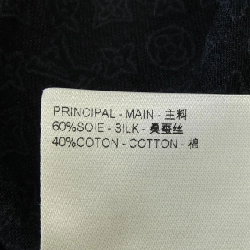 PRINCIPAL - MAIN - 主料
60%SOIE - SILK - 桑蚕丝
40%COTON - COTTON - 棉